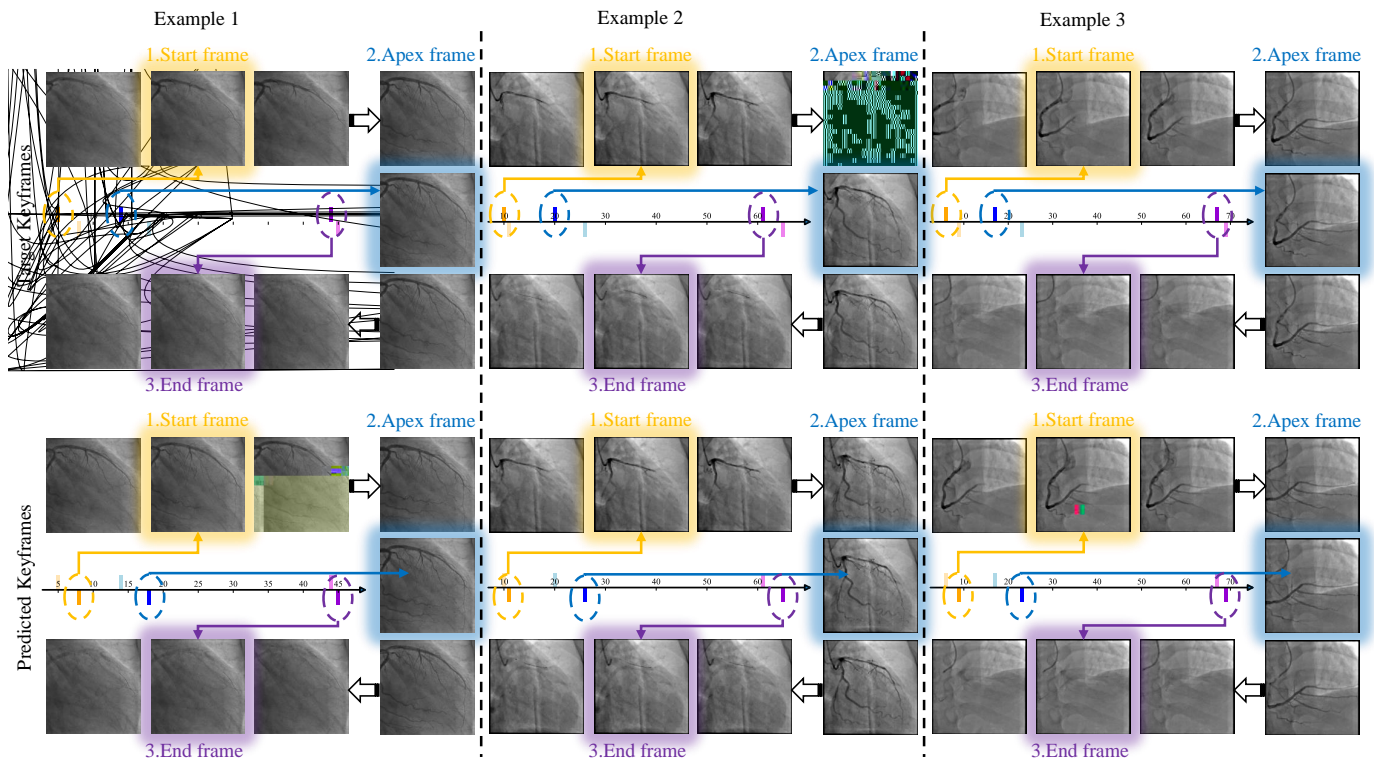 Example 1
Example 2
Example 3
1.Start frame
2.Apex frame
1.Start frame
2.Apex frame
1.Start frame
2.Apex frame
Target Keyframes
10 20 30 40 50 60
10 20 30 40 50 60 70
3.End frame
3.End frame
3.End frame
1.Start frame
2.Apex frame
1.Start frame
2.Apex frame
1.Start frame
2.Apex frame
Predicted Keyframes
5 10 15 20 25 30 35 40 45
10 20 30 40 50 60
10 20 30 40 50 60 70
3.End frame
3.End frame
3.End frame